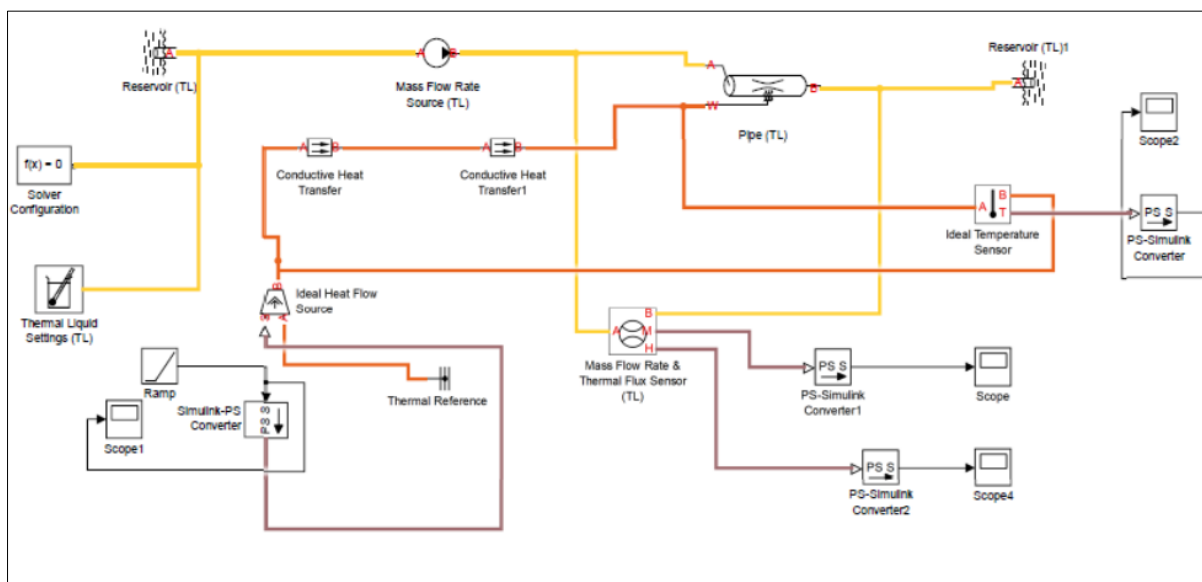 A
Reservoir (TL)
A B
Mass Flow Rate
Source (TL)
A
W
B
Pipe (TL)
Reservoir (TL)1
A
Scope2
f(x) = 0
Solver
Configuration
A B
Conductive Heat
Transfer
A B
Conductive Heat
Transfer1
A
B
T
Ideal Temperature
Sensor
PS S
PS-Simulink
Converter
Thermal Liquid
Settings (TL)
B
S A
Ideal Heat Flow
Source
Thermal Reference
Ramp
Scope1
Simulink-PS
Converter
PS S
A
B
M
H
Mass Flow Rate &
Thermal Flux Sensor
(TL)
PS S
PS-Simulink
Converter1
Scope
PS S
PS-Simulink
Converter2
Scope4